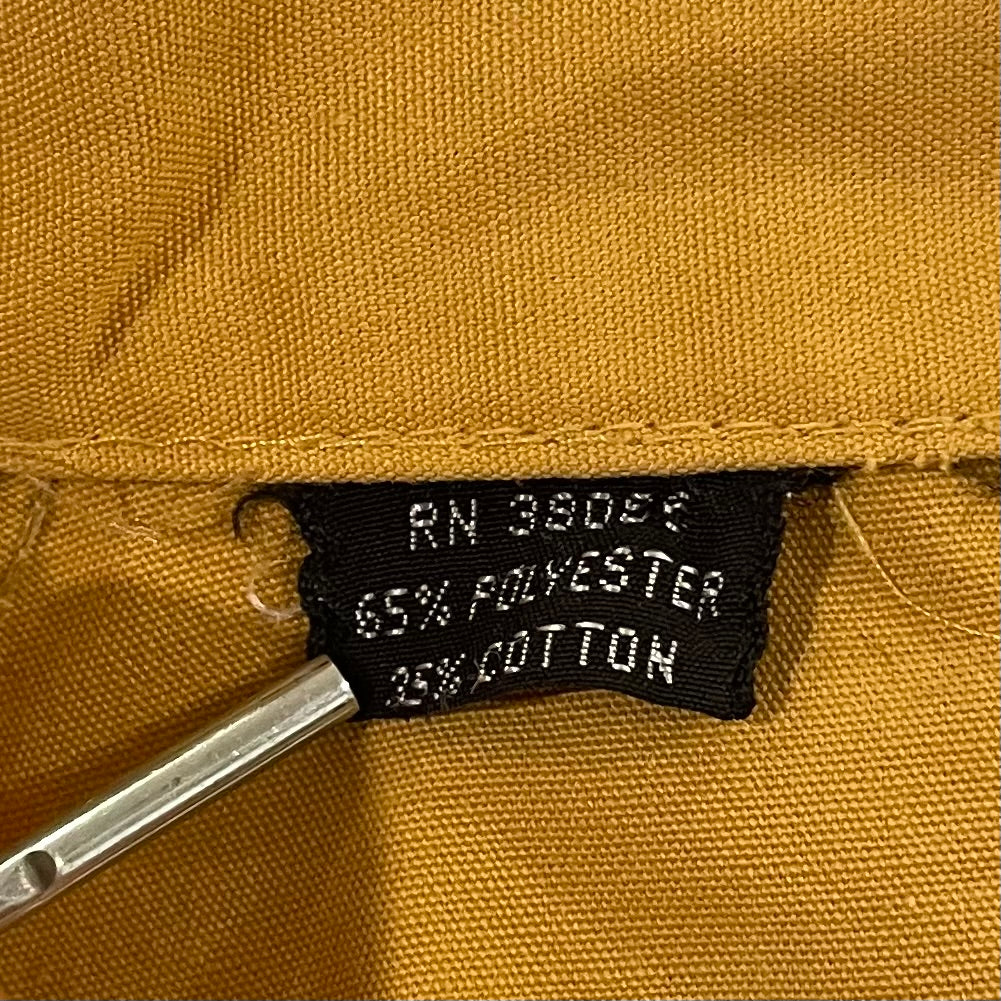 RN
65% POLYESTER
35% COTTON